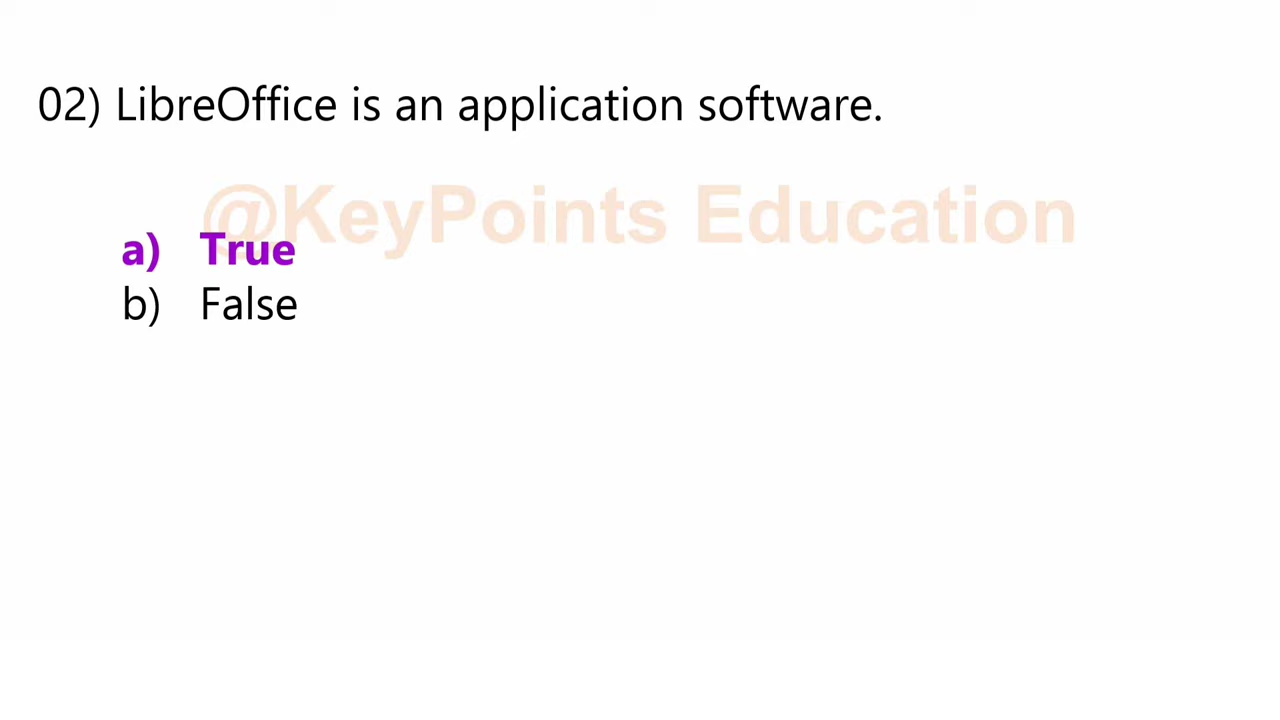 02) LibreOffice is an application software.
@KeyPoints Education
a) True
b) False